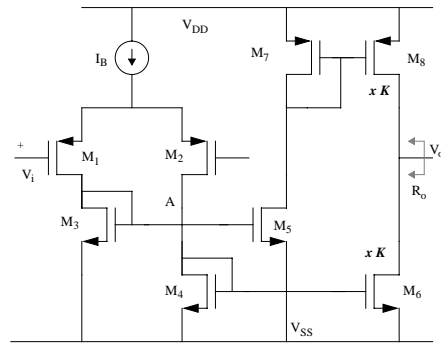 V_DD
I_B
M_7
M_8
x K
+
M_1
M_2
V_i
V_o
R_o
A
M_3
M_5
x K
M_4
M_6
V_SS